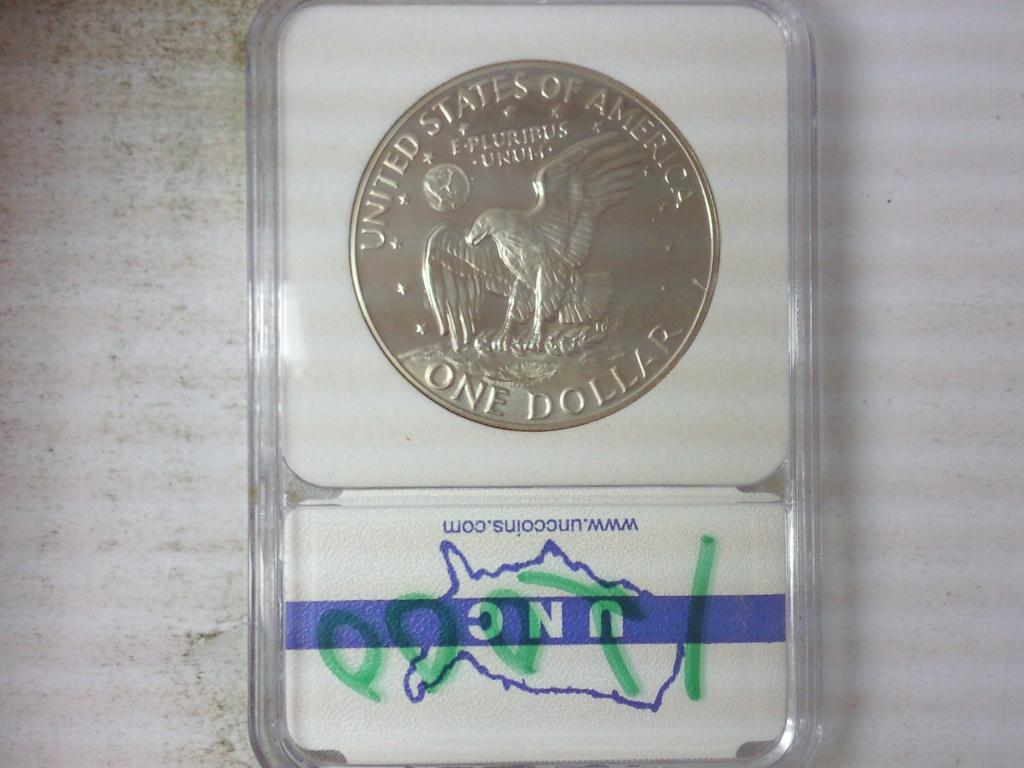 UNITED STATES OF AMERICA
E·PLURIBUS
·UNUM·
ONE DOLLAR
www.unccoins.com
UNC